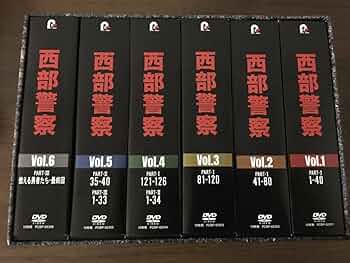 西部警察
Vol.6
PART-III
燃える勇者たち・最終回
DVD
西部警察
Vol.5
PART-II
35-40
PART-III
1-33
DVD
西部警察
Vol.4
PART-I
121-126
PART-II
1-34
DVD
西部警察
Vol.3
PART-I
81-120
DVD
西部警察
Vol.2
PART-I
41-80
DVD
西部警察
Vol.1
PART-I
1-40
DVD